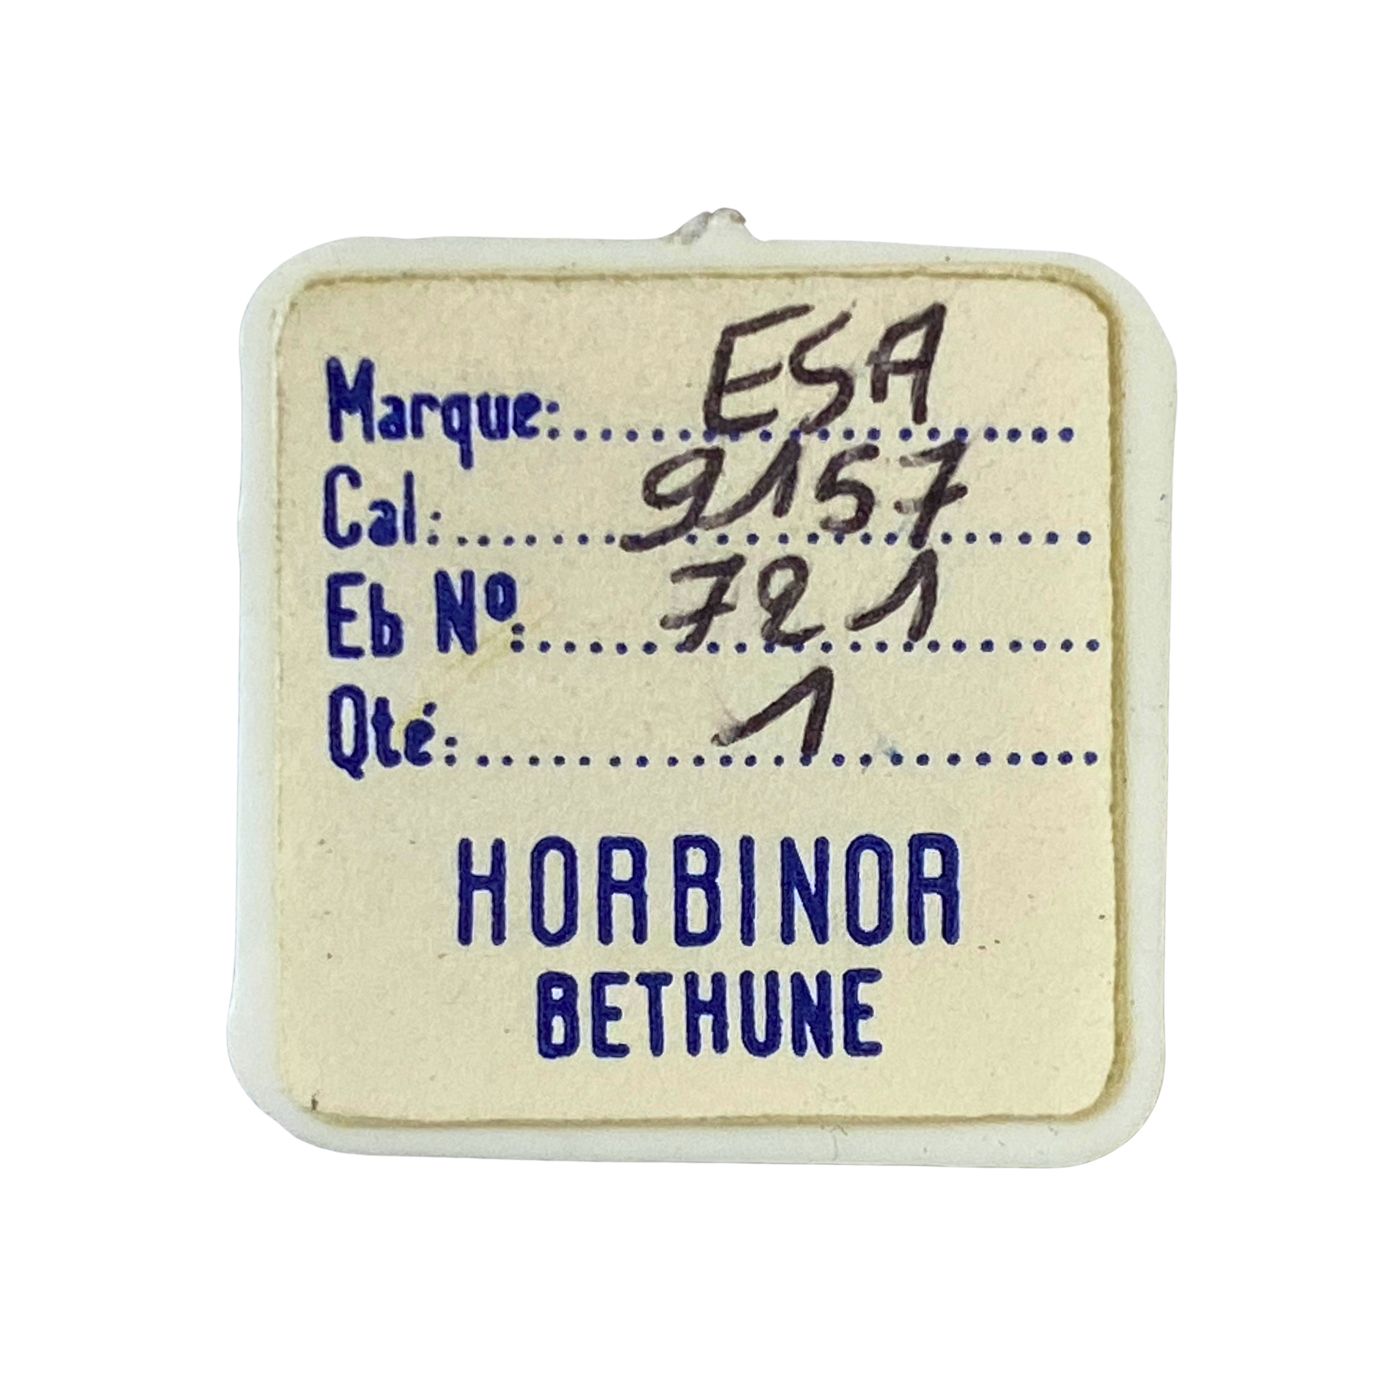 Marque: ESA
Cal: 9157
Eb Nº: 721
Qté: 1
HORBINOR
BETHUNE